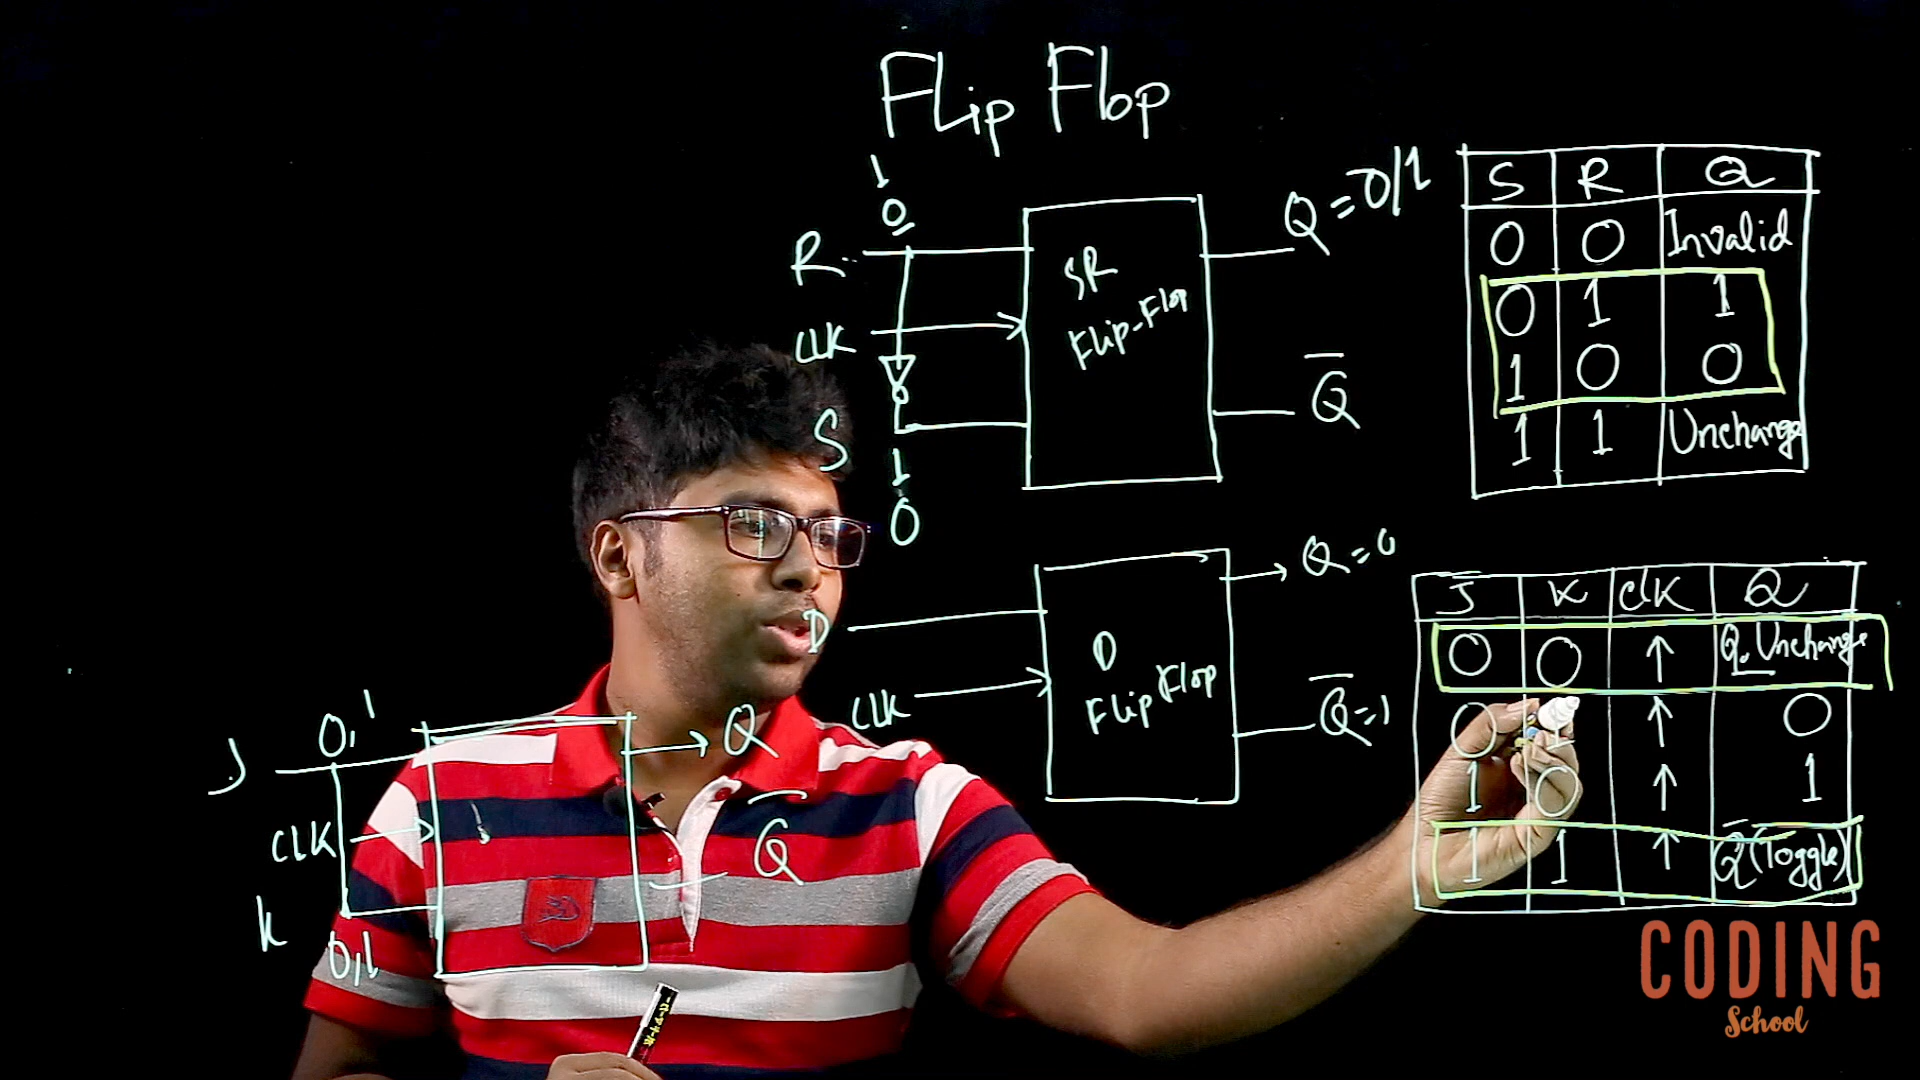 Flip Flop
1
0
R
CLK
S
1
0
SR
Flip-Flop
Q = 0/1
Q̅
S R Q
0 0 Invalid
0 1 1
1 0 0
1 1 Unchange
D
CLK
D
Flip Flop
Q = 0
Q̅ = 1
J K clK Q
0 0 ↑ Q. Unchange
0 1 ↑ 0
1 0 ↑ 1
1 1 ↑ Q̅ (Toggle)
J
0,1
CLK
k
0,1
Q
Q̅
CODING
School